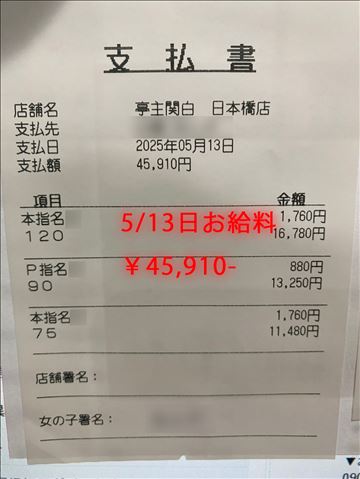 支払書
店舗名 亭主関白 日本橋店
支払先
支払日 2025年05月13日
支払額 45,910円
項目 金額
本指名 1,760円
120 16,780円
5/13日お給料
P指名 880円
90 13,250円
￥45,910-
本指名 1,760円
75 11,480円
店舗署名：
女の子署名：